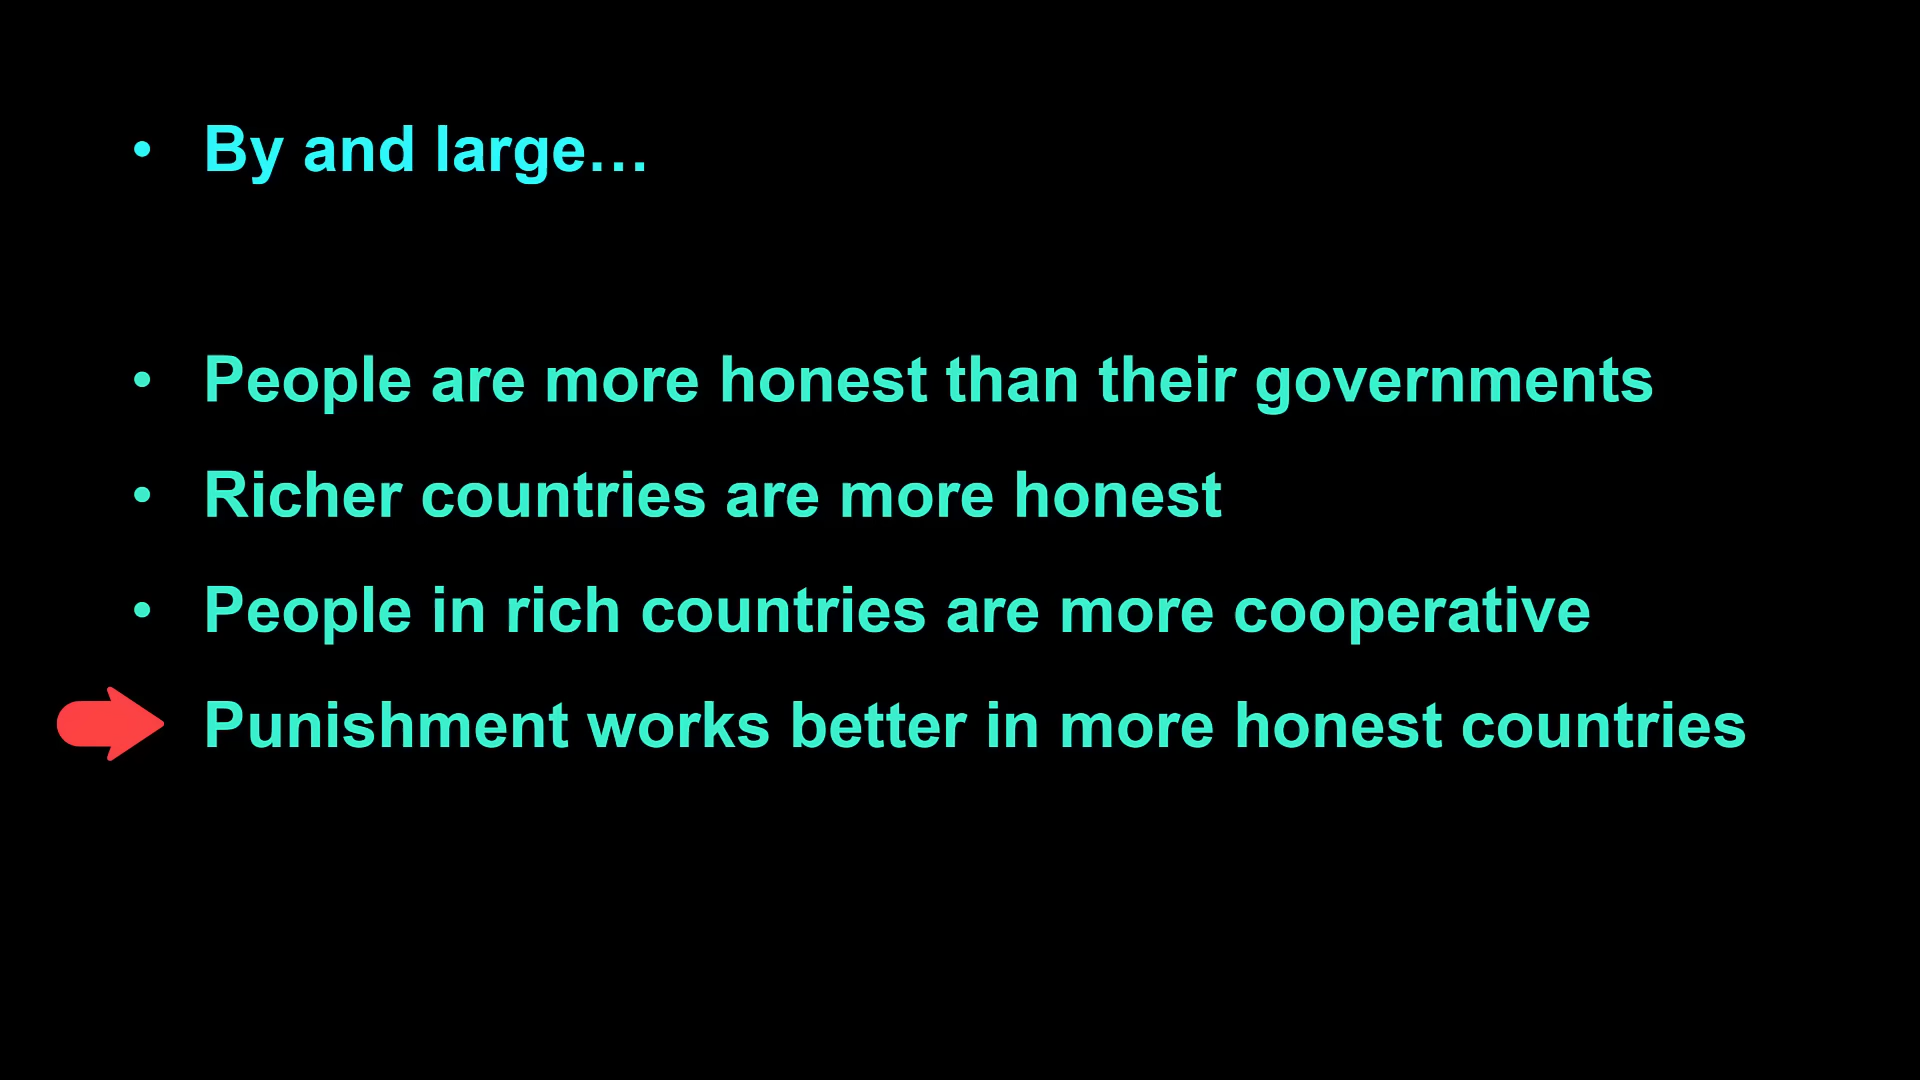 • By and large…
• People are more honest than their governments
• Richer countries are more honest
• People in rich countries are more cooperative
Punishment works better in more honest countries